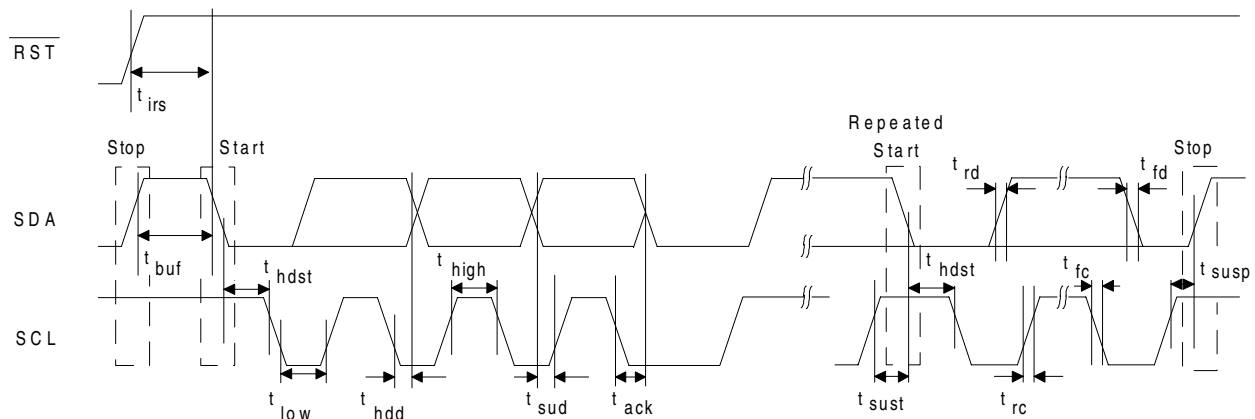 RST
t irs
Repeated
Stop
Start
Start
Stop
t rd
t fd
SDA
t buf
t hdst
t high
t hdst
t fc
t susp
SCL
t low
t hdd
t sud
t ack
t sust
t rc